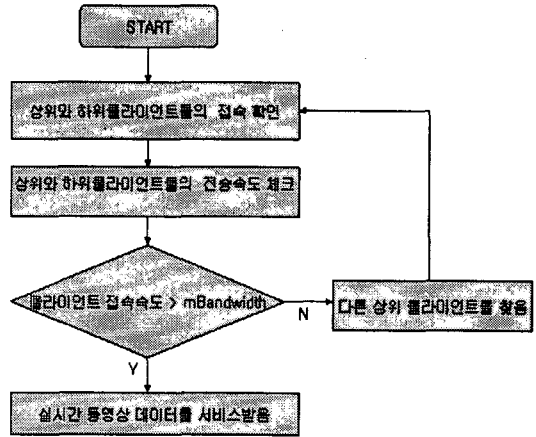 START
상위와 하위클라이언트들의 접속 확인
상위와 하위클라이언트들의 전송속도 체크
클라이언트 접속속도 > mBandwidth
N
다른 상위 클라이언트를 찾음
Y
실시간 동영상 데이터를 서비스받음